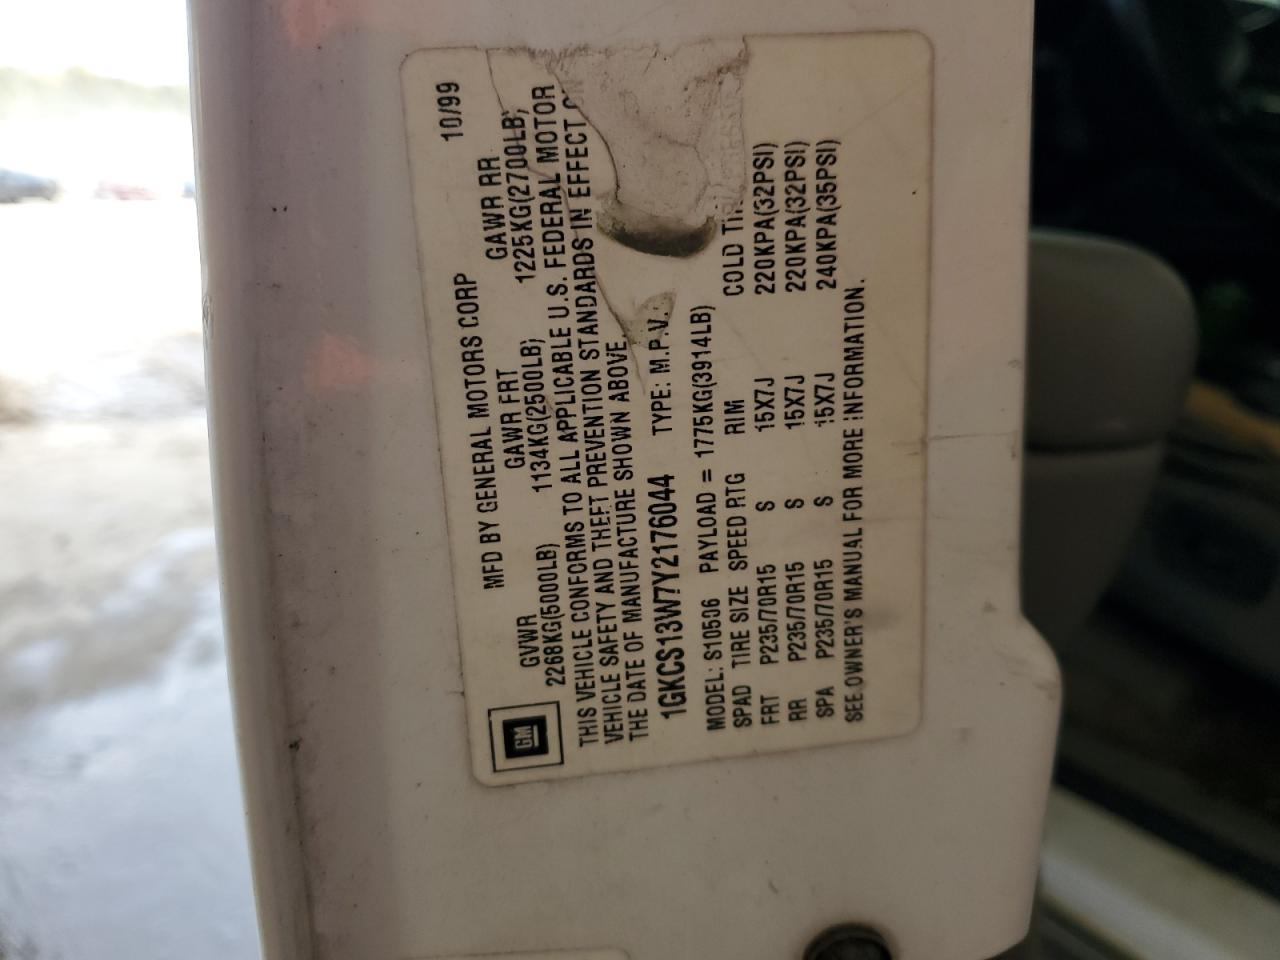 MFD BY GENERAL MOTORS CORP 10/99
GVWR GAWR FRT GAWR RR
2268KG(5000LB) 1134KG(2500LB) 1225KG(2700LB)
GM
THIS VEHICLE CONFORMS TO ALL APPLICABLE U.S. FEDERAL MOTOR
VEHICLE SAFETY AND THEFT PREVENTION STANDARDS IN EFFECT ON
THE DATE OF MANUFACTURE SHOWN ABOVE
1GKCS13W7Y2176044 TYPE: M.P.V.
MODEL: S10506 PAYLOAD = 1775KG(3914LB)
SPAD TIRE SIZE SPEED RTG RIM COLD
FRT P235/70R15 S 15X7J 220KPA(32PSI)
RR P235/70R15 S 15X7J 220KPA(32PSI)
SPA P235/70R15 S 15X7J 240KPA(35PSI)
SEE OWNER'S MANUAL FOR MORE INFORMATION.